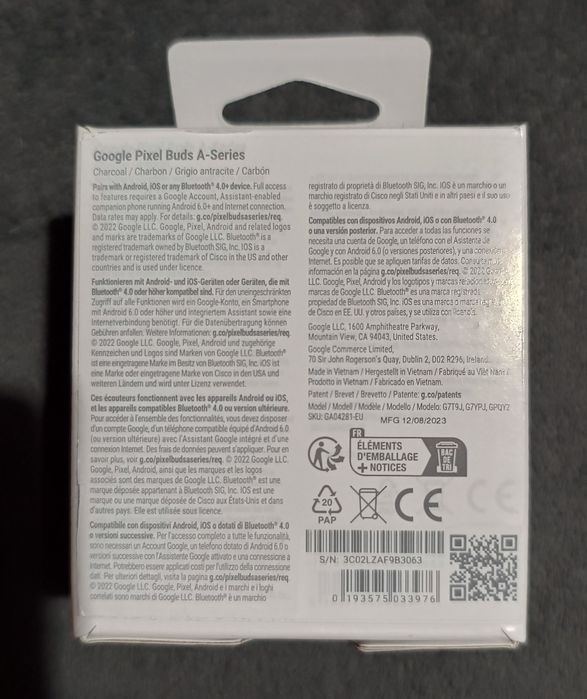 Google Pixel Buds A-Series
Charcoal / Charbon / Grigio antracite / Carbón
Pairs with Android, iOS or any Bluetooth® 4.0+ device. Full access
to features requires a Google Account, Assistant-enabled
companion phone running Android 6.0+ and Internet connection.
Data rates may apply. For details: g.co/pixelbudsaseries/req.
© 2022 Google LLC. Google, Pixel, Android and related logos
and marks are trademarks of Google LLC. Bluetooth® is a
registered trademark owned by Bluetooth SIG, Inc. IOS is a
trademark or registered trademark of Cisco in the US and other
countries and is used under licence.
Funktionieren mit Android- und iOS-Geräten oder Geräten, die mit
Bluetooth® 4.0 oder höher kompatibel sind. Für den uneingeschränkten
Zugriff auf alle Funktionen wird ein Google-Konto, ein Smartphone
mit Android 6.0 oder höher und integriertem Assistant sowie eine
Internetverbindung benötigt. Für die Datenübertragung können
Gebühren anfallen. Weitere Informationen: g.co/pixelbudsaseries/req.
© 2022 Google LLC. Google, Pixel, Android und zugehörige
Kennzeichen und Logos sind Marken von Google LLC. Bluetooth®
ist eine eingetragene Marke im Besitz von Bluetooth SIG, Inc. IOS ist
eine Marke oder eingetragene Marke von Cisco in den USA und
weiteren Ländern und wird unter Lizenz verwendet.
Ces écouteurs fonctionnent avec les appareils Android ou iOS,
et les appareils compatibles Bluetooth® 4.0 ou version ultérieure.
Pour accéder à l'ensemble des fonctionnalités, vous devez disposer
d'un compte Google, d'un téléphone compatible équipé d'Android 6.0
(ou version ultérieure) avec l'Assistant Google intégré et d'une
connexion Internet. Des frais de données peuvent s'appliquer. Pour en
savoir plus, voir g.co/pixelbudsaseries/req. © 2022 Google LLC.
Google, Pixel, Android, ainsi que les marques et les logos
associés sont des marques de Google LLC. Bluetooth® est une
marque déposée appartenant à Bluetooth SIG, Inc. IOS est une
marque ou une marque déposée de Cisco aux États-Unis et dans
d'autres pays. Elle est utilisée sous licence.
Compatibile con dispositivi Android, iOS o dotati di Bluetooth® 4.0
o versioni successive. Per l'accesso completo a tutte le funzionalità,
sono necessari un Account Google, un telefono dotato di Android 6.0 o
versioni successive con l'Assistente Google attivato e una connessione a
Internet. Potrebbero essere applicati costi per l'utilizzo della connessione
dati. Per ulteriori dettagli, visita la pagina g.co/pixelbudsaseries/req.
© 2022 Google LLC. Google, Pixel, Android e i marchi e i loghi
correlati sono marchi di Google LLC. Bluetooth® è un marchio
registrato di proprietà di Bluetooth SIG, Inc. IOS è un marchio o un
marchio registrato di Cisco negli Stati Uniti e in altri paesi e il suo uso
è soggetto a licenza.
Compatibles con dispositivos Android, iOS o con Bluetooth® 4.0
o una versión posterior. Para acceder a todas las funciones se
necesita una cuenta de Google, un teléfono con el Asistente de
Google y con Android 6.0 (o versiones posteriores), y una conexión
Internet. Es posible que se apliquen tarifas de datos. Consulta más
información en la página g.co/pixelbudsaseries/req. © 2022 Google
LLC. Google, Pixel, Android y los logotipos y marcas relacionados
marcas de Google LLC. Bluetooth® es una marca registrada
propiedad de Bluetooth SIG, Inc. IOS es una marca o marca
de Cisco en EE. UU. y otros países, y se utiliza con licencia.
Google LLC, 1600 Amphitheatre Parkway,
Mountain View, CA 94043, United States.
Google Commerce Limited,
70 Sir John Rogerson's Quay, Dublin 2, D02 R296, Ireland.
Made in Vietnam / Hergestellt in Vietnam / Fabriqué au Viêt Nam /
Prodotto in Vietnam / Fabricado en Vietnam.
Patent / Brevet / Brevetto / Patente: g.co/patents
Model / Modell / Modèle / Modello / Modelo: G7T9J, G7YPJ, GPQY2
SKU: GA04281-EU
MFG 12/08/2023
FR
ÉLÉMENTS
D'EMBALLAGE
+ NOTICES
BAC
DE
TRI
20
PAP
CE
S/N: 3C02LZAF9B3063
0 193575 033976